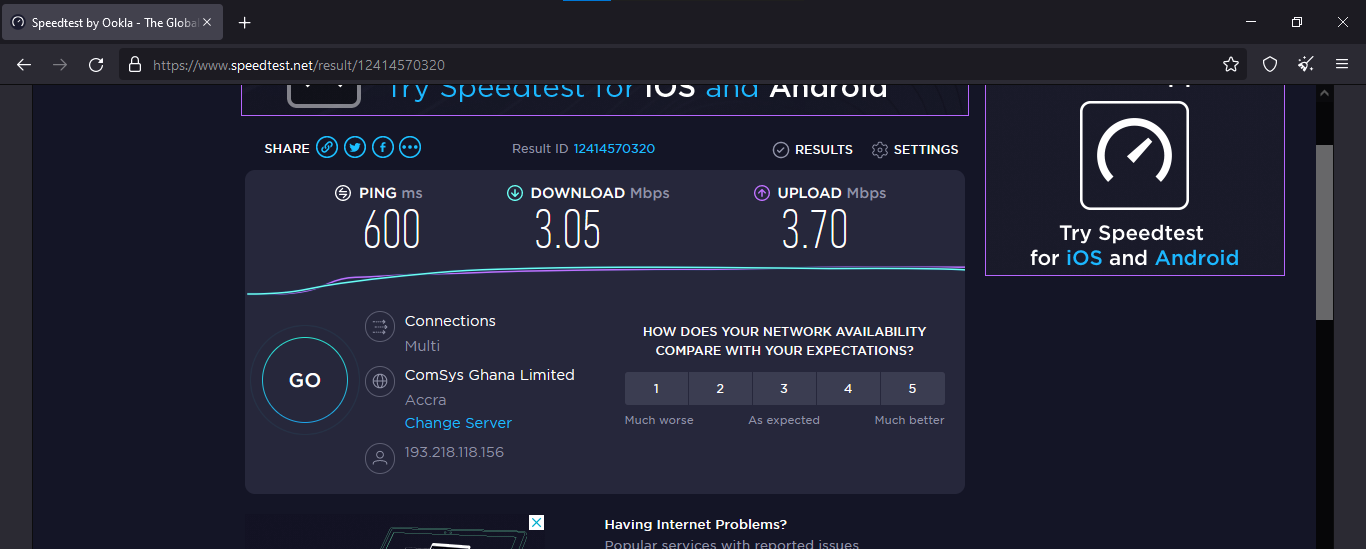 Speedtest by Ookla - The Global
https://www.speedtest.net/result/12414570320
Try Speedtest for iOS and Android
SHARE
Result ID 12414570320
RESULTS
SETTINGS
PING ms
600
DOWNLOAD Mbps
3.05
UPLOAD Mbps
3.70
GO
Connections
Multi
ComSys Ghana Limited
Accra
Change Server
193.218.118.156
HOW DOES YOUR NETWORK AVAILABILITY
COMPARE WITH YOUR EXPECTATIONS?
1 2 3 4 5
Much worse As expected Much better
Try Speedtest
for iOS and Android
Having Internet Problems?
Popular services with reported issues